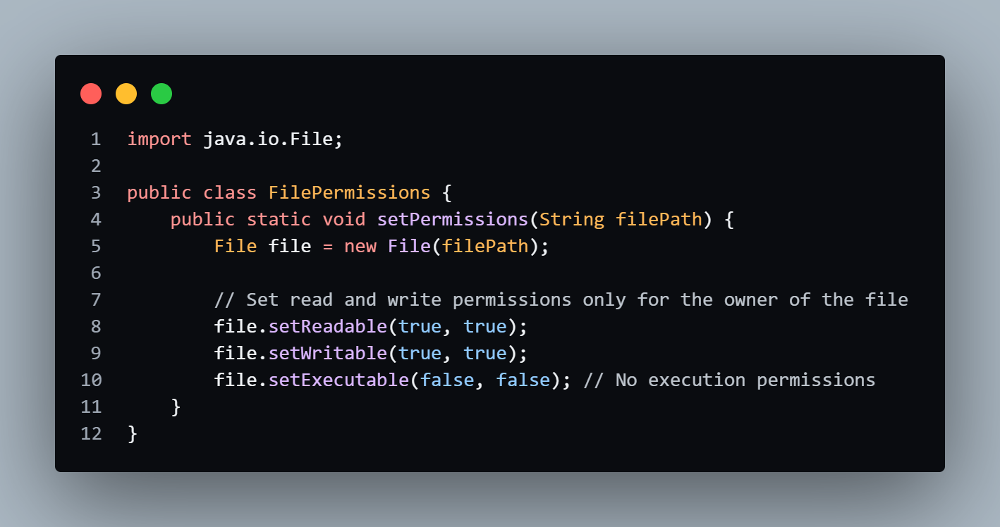 1 import java.io.File;
2
3 public class FilePermissions {
4     public static void setPermissions(String filePath) {
5         File file = new File(filePath);
6
7         // Set read and write permissions only for the owner of the file
8         file.setReadable(true, true);
9         file.setWritable(true, true);
10         file.setExecutable(false, false); // No execution permissions
11     }
12 }